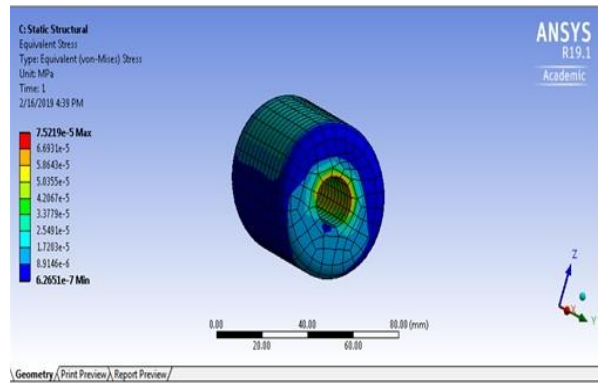 C: Static Structural
Equivalent Stress
Type: Equivalent (von-Mises) Stress
Unit: MPa
Time: 1
2/16/2019 4:39 PM
7.5219e-5 Max
6.6931e-5
5.8643e-5
5.0355e-5
4.2067e-5
3.3779e-5
2.5491e-5
1.7203e-5
8.9146e-6
6.2651e-7 Min
ANSYS
R19.1
Academic
Z
X
Y
0.00 40.00 80.00 (mm)
20.00 60.00
Geometry Print Preview Report Preview